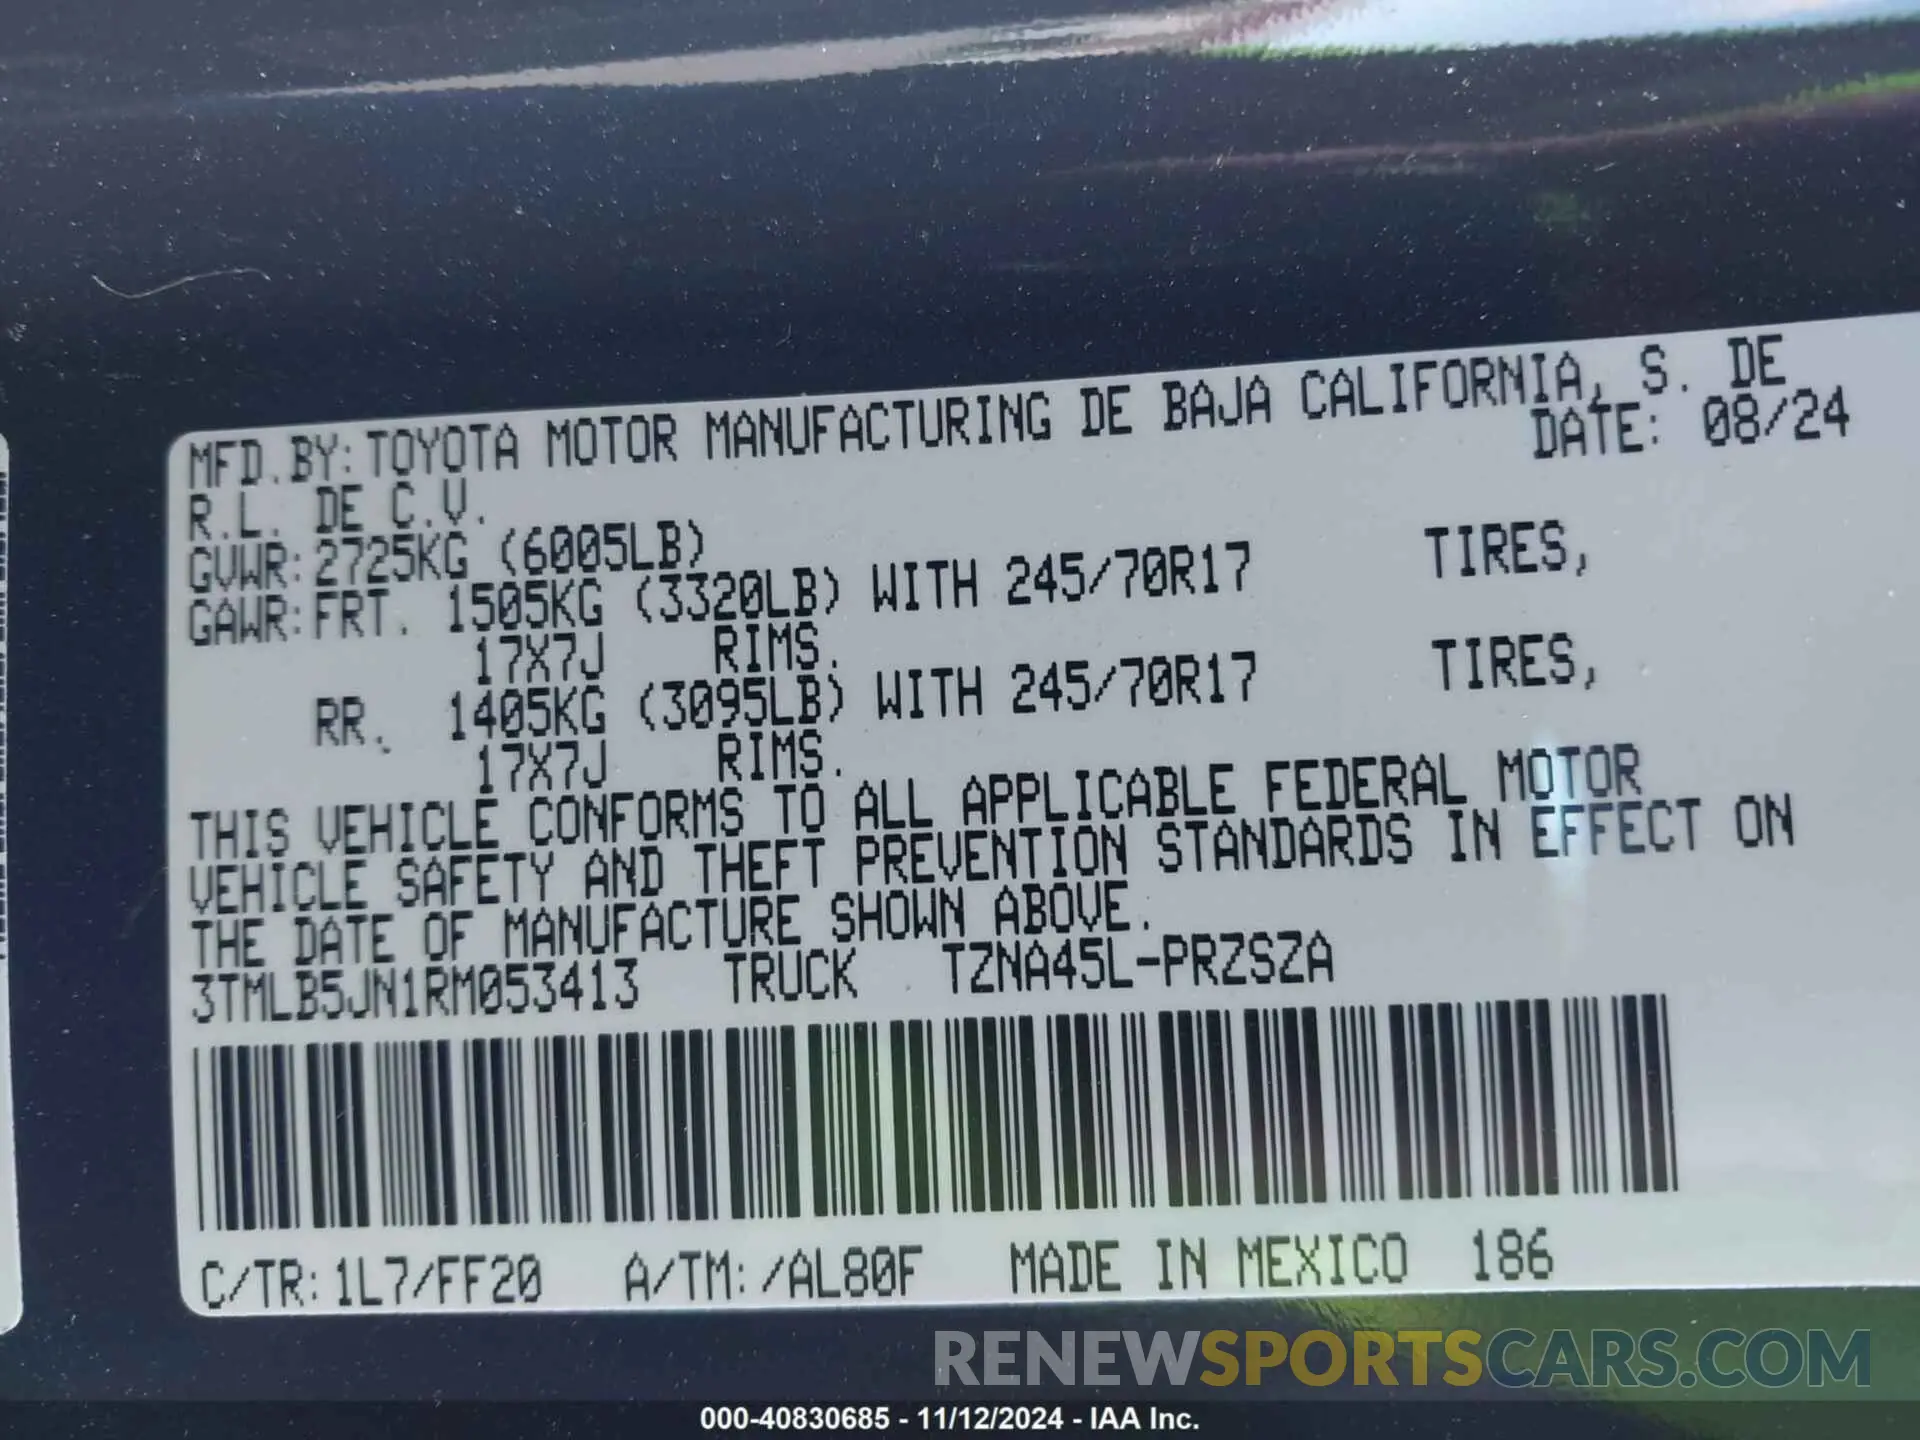 MFD.BY: TOYOTA MOTOR MANUFACTURING DE BAJA CALIFORNIA, S. DE
R.L. DE C.V. DATE: 08/24
GVWR: 2725KG (6005LB)
GAWR: FRT. 1505KG (3320LB) WITH 245/70R17 TIRES,
17X7J RIMS.
RR. 1405KG (3095LB) WITH 245/70R17 TIRES,
17X7J RIMS.
THIS VEHICLE CONFORMS TO ALL APPLICABLE FEDERAL MOTOR
VEHICLE SAFETY AND THEFT PREVENTION STANDARDS IN EFFECT ON
THE DATE OF MANUFACTURE SHOWN ABOVE.
3TMLB5JN1RM053413 TRUCK TZNA45L-PRZSZA
C/TR: 1L7/FF20 A/TM: /AL80F MADE IN MEXICO 186
RENEWSPORTSCARS.COM
000-40830685 - 11/12/2024 - IAA Inc.